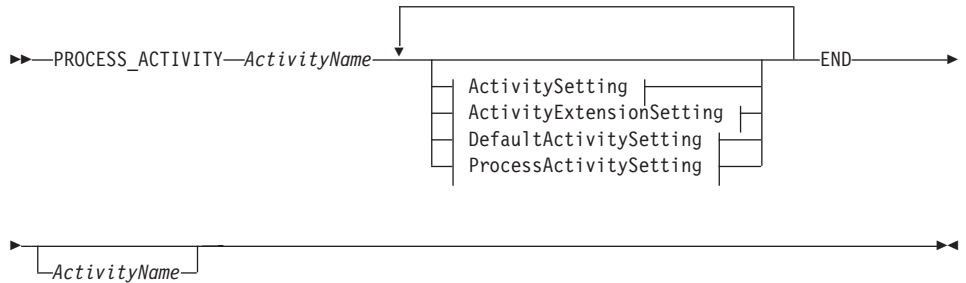 PROCESS_ACTIVITY ActivityName END
ActivitySetting
ActivityExtensionSetting
DefaultActivitySetting
ProcessActivitySetting
ActivityName